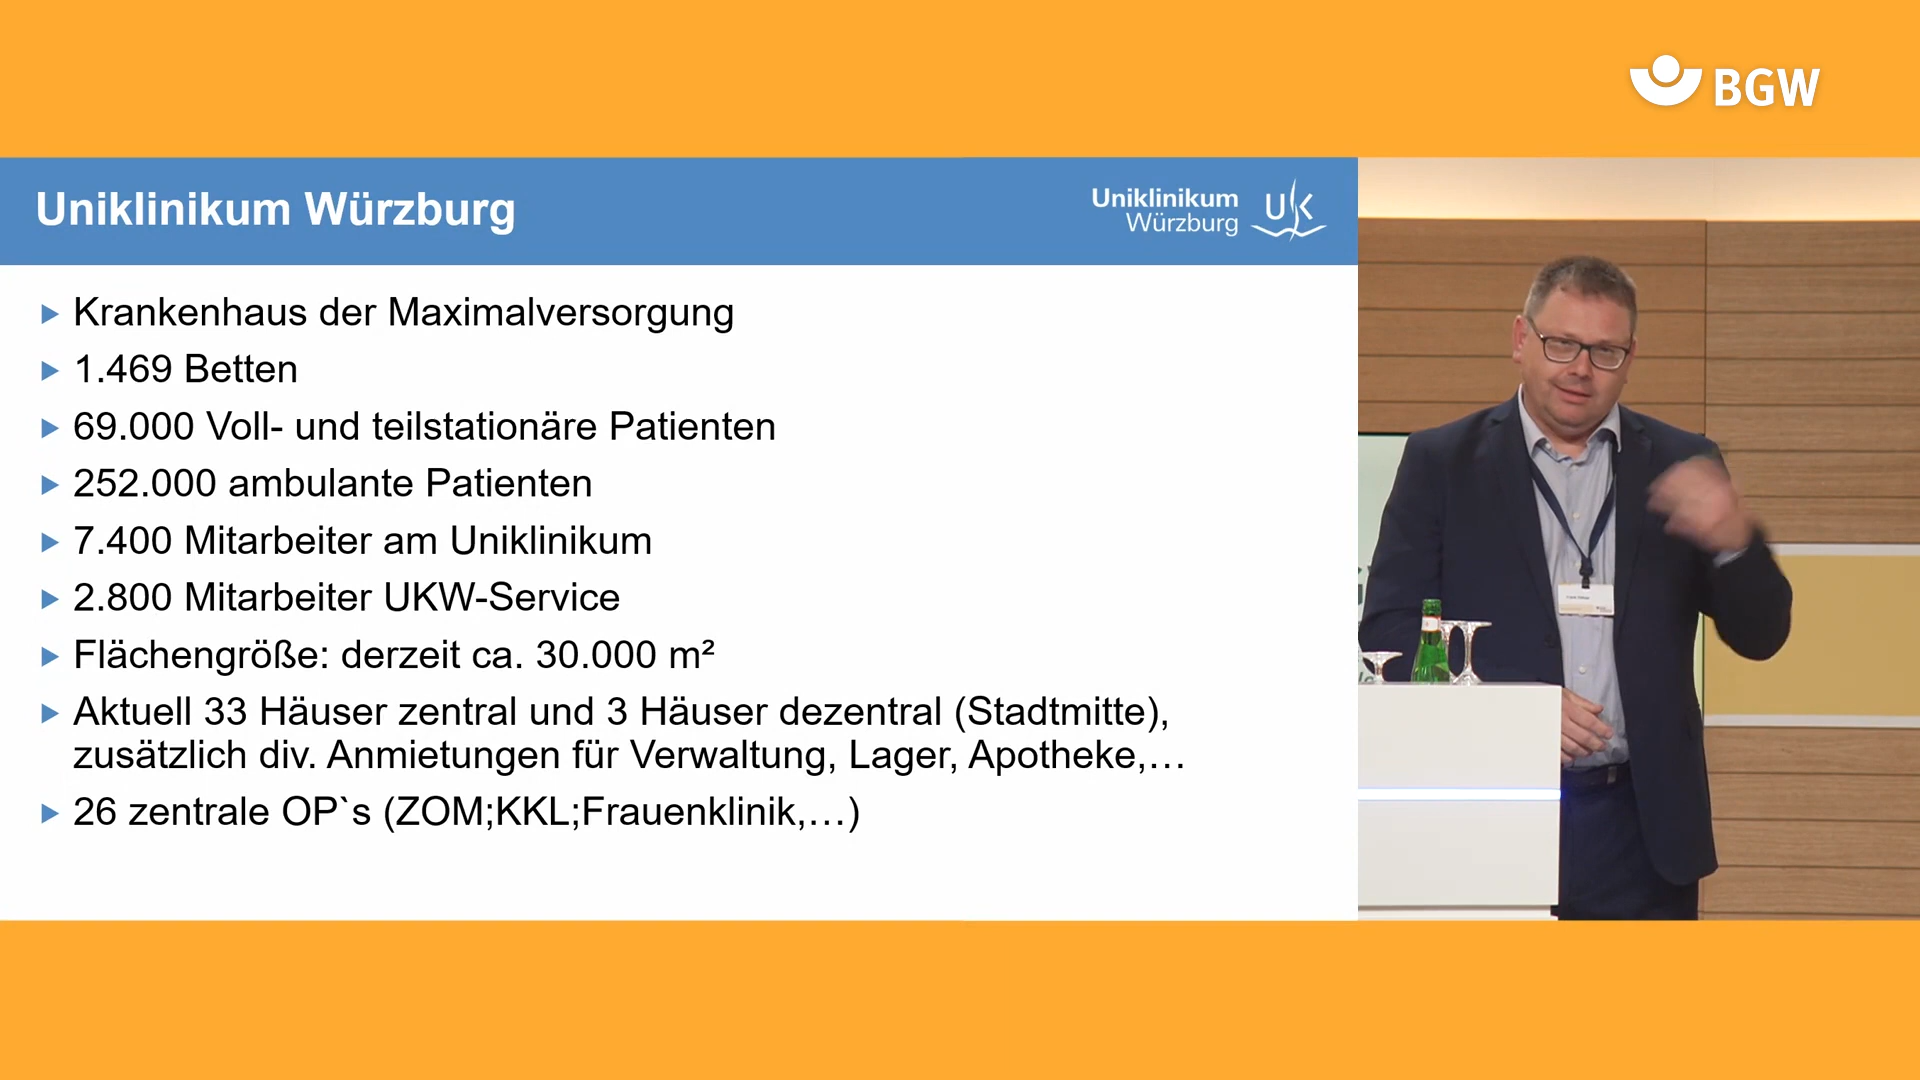 BGW
Uniklinikum Würzburg
Uniklinikum
Würzburg
UK
Krankenhaus der Maximalversorgung
1.469 Betten
69.000 Voll- und teilstationäre Patienten
252.000 ambulante Patienten
7.400 Mitarbeiter am Uniklinikum
2.800 Mitarbeiter UKW-Service
Flächengröße: derzeit ca. 30.000 m²
Aktuell 33 Häuser zentral und 3 Häuser dezentral (Stadtmitte),
zusätzlich div. Anmietungen für Verwaltung, Lager, Apotheke,…
26 zentrale OP`s (ZOM;KKL;Frauenklinik,…)